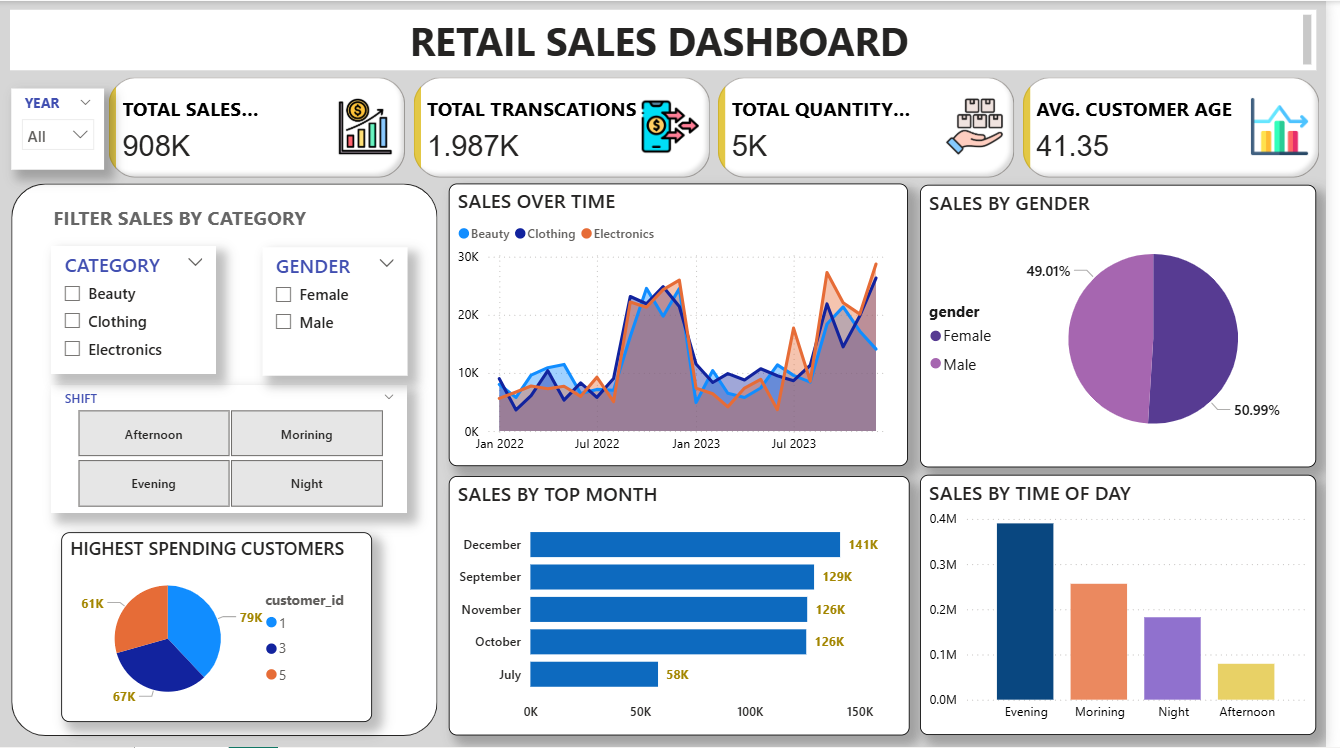 RETAIL SALES DASHBOARD
YEAR
All
TOTAL SALES...
908K
TOTAL TRANSCATIONS
1.987K
TOTAL QUANTITY...
5K
AVG. CUSTOMER AGE
41.35
FILTER SALES BY CATEGORY
CATEGORY
Beauty
Clothing
Electronics
GENDER
Female
Male
SHIFT
Afternoon
Morining
Evening
Night
HIGHEST SPENDING CUSTOMERS
61K
79K
67K
customer_id
1
3
5
SALES OVER TIME
Beauty Clothing Electronics
30K
20K
10K
0K
Jan 2022 Jul 2022 Jan 2023 Jul 2023
SALES BY GENDER
49.01%
50.99%
gender
Female
Male
SALES BY TOP MONTH
December 141K
September 129K
November 126K
October 126K
July 58K
0K 50K 100K 150K
SALES BY TIME OF DAY
0.4M
0.3M
0.2M
0.1M
0.0M
Evening Morining Night Afternoon